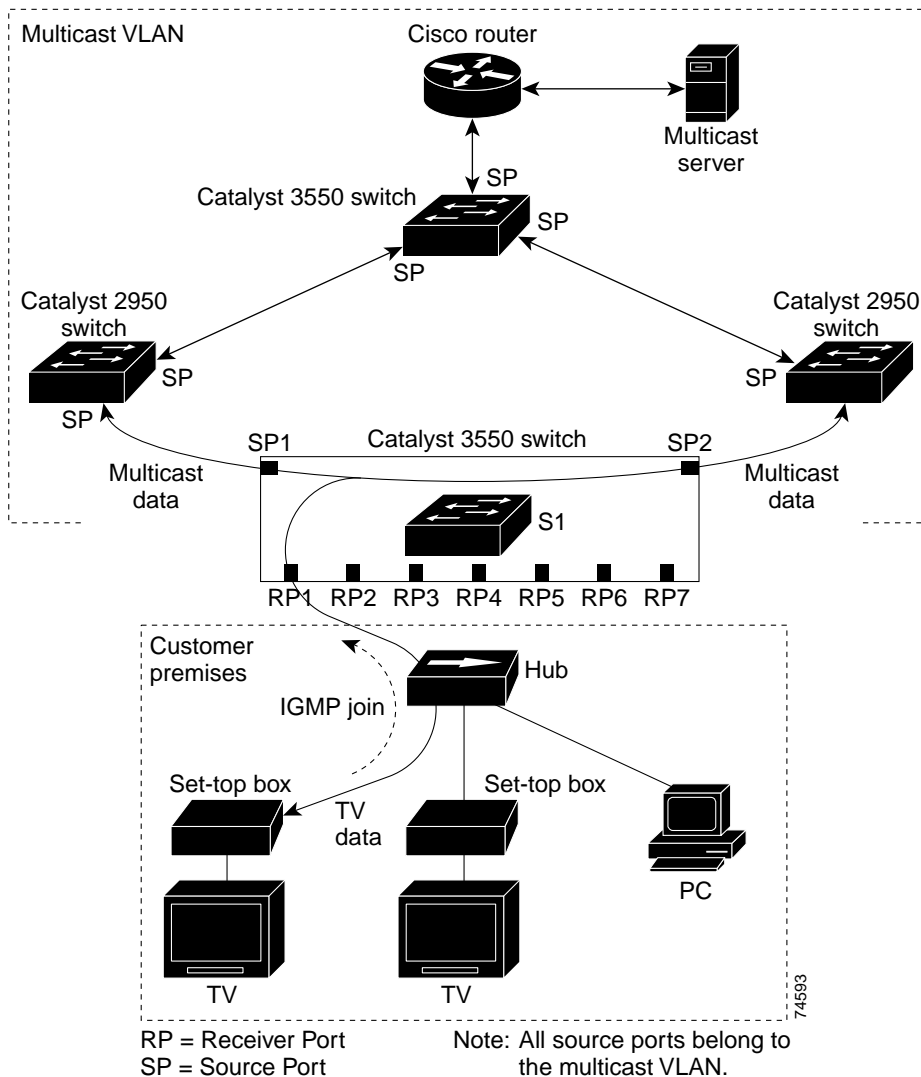 Multicast VLAN
Cisco router
Multicast
server
SP
Catalyst 3550 switch
SP
SP
Catalyst 2950
switch
Catalyst 2950
switch
SP
SP
SP
SP1
Catalyst 3550 switch
SP2
Multicast
data
Multicast
data
S1
RP1
RP2
RP3
RP4
RP5
RP6
RP7
Customer
premises
Hub
IGMP join
Set-top box
Set-top box
TV
data
PC
TV
TV
74593
RP = Receiver Port
SP = Source Port
Note: All source ports belong to
the multicast VLAN.